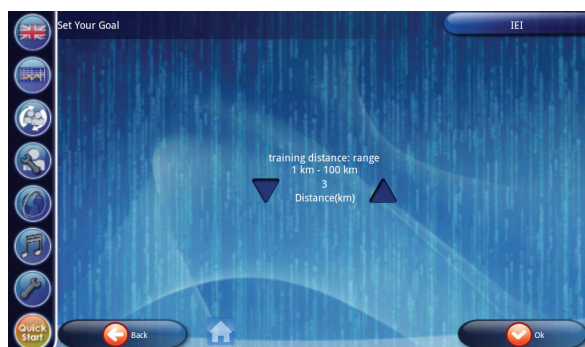 Set Your Goal
IEI
training distance: range
1 km - 100 km
3
Distance(km)
Quick
Start
Back
Ok